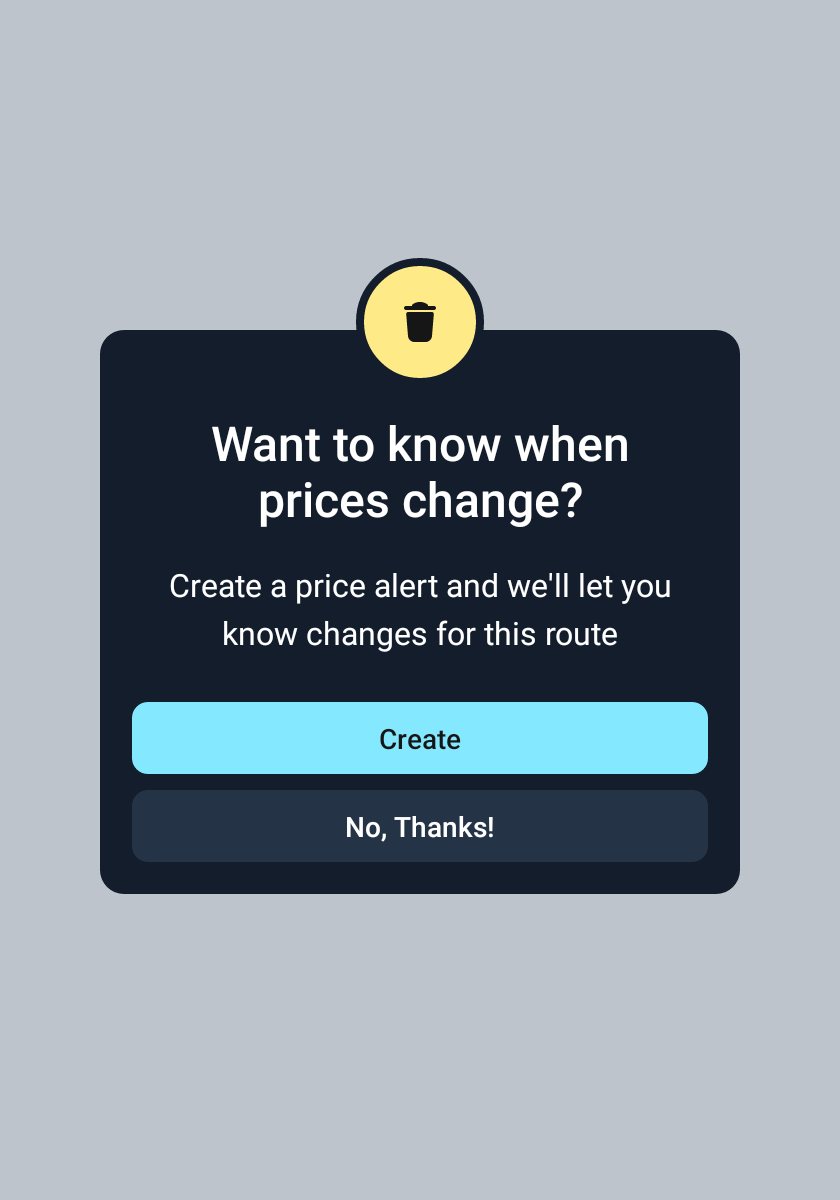 Want to know when
prices change?
Create a price alert and we'll let you
know changes for this route
Create
No, Thanks!